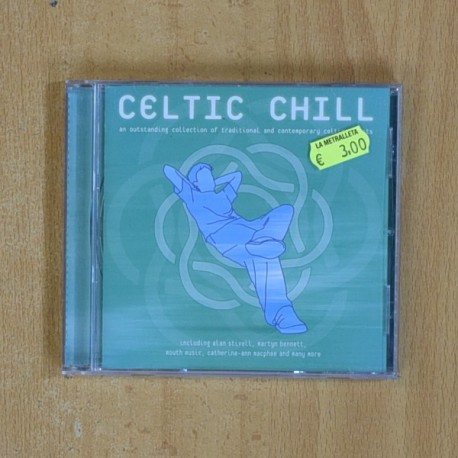 CELTIC CHILL
an outstanding collection of traditional and contemporary celtic
LA METRALLETA
€ 3,00
including alan stivell, martyn bennett,
mouth music, catherine-ann macphee and many more